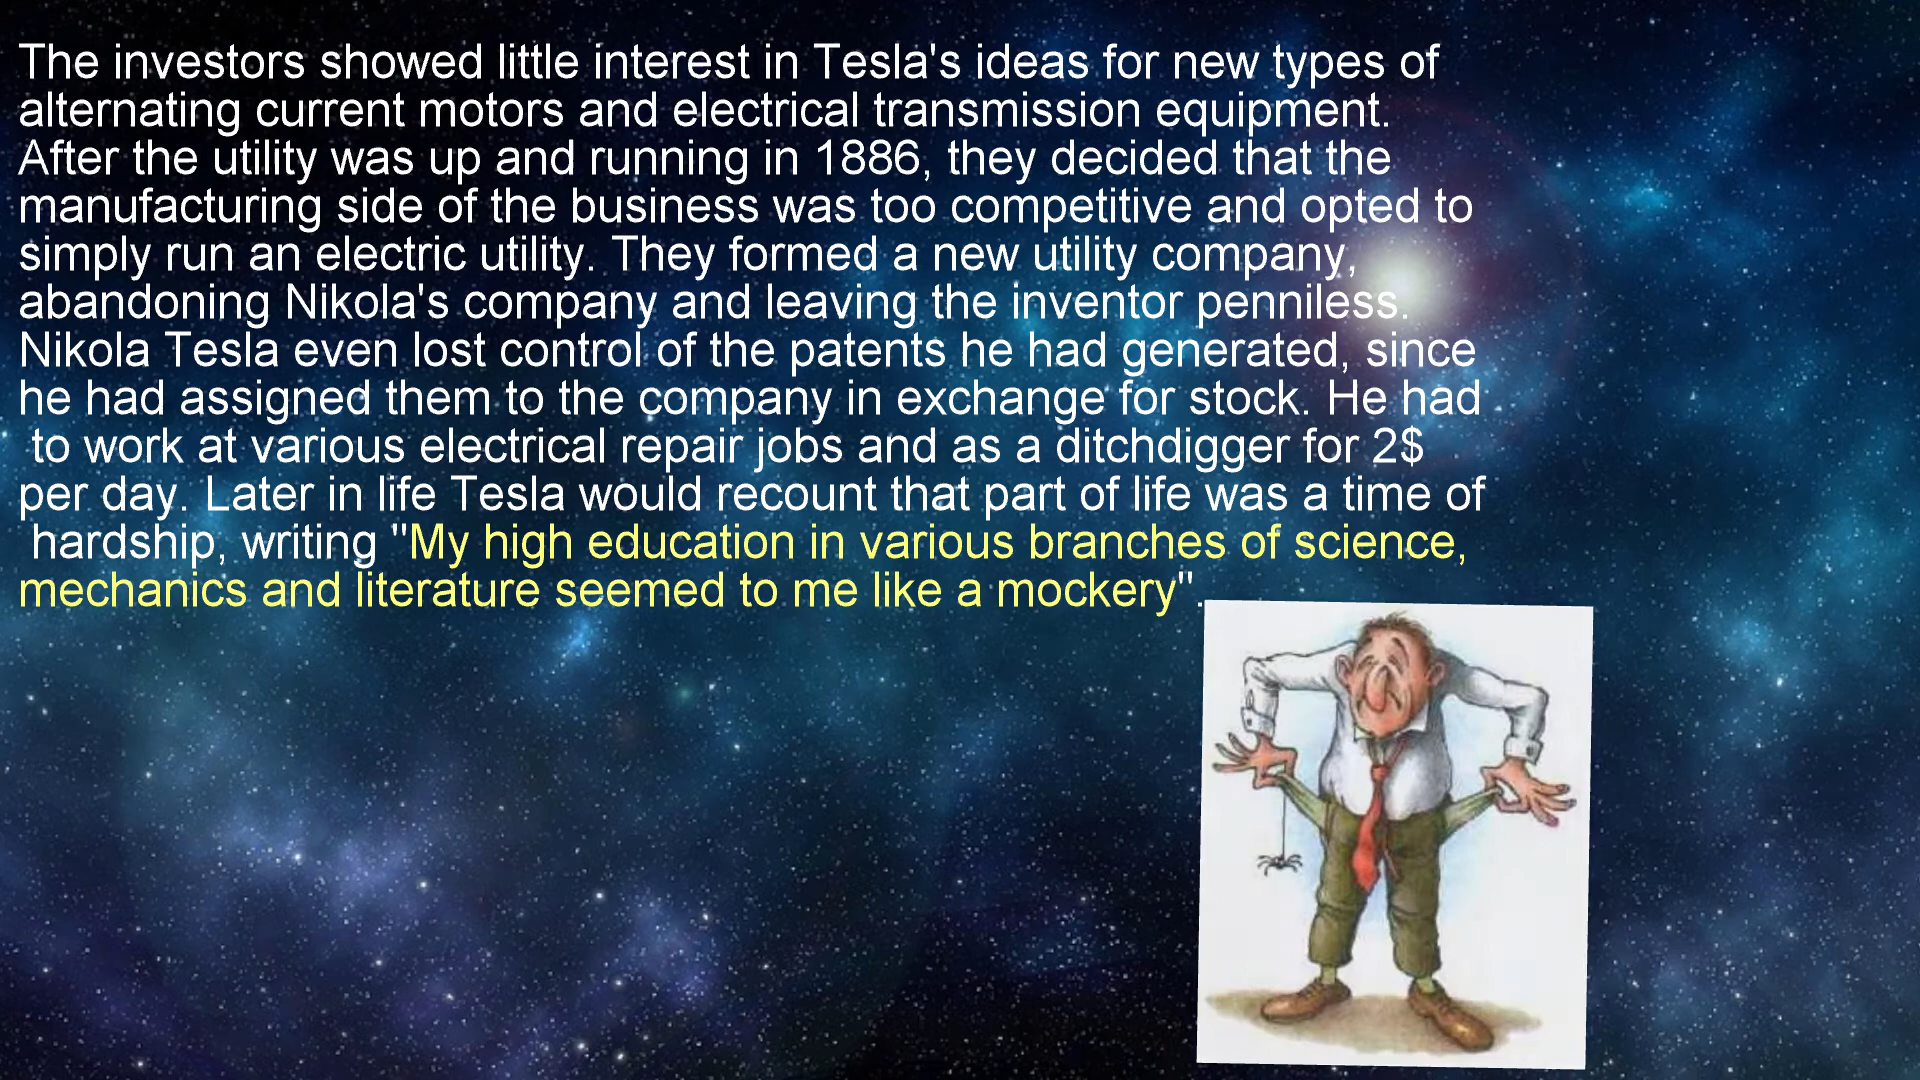 The investors showed little interest in Tesla's ideas for new types of
alternating current motors and electrical transmission equipment.
After the utility was up and running in 1886, they decided that the
manufacturing side of the business was too competitive and opted to
simply run an electric utility. They formed a new utility company,
abandoning Nikola's company and leaving the inventor penniless.
Nikola Tesla even lost control of the patents he had generated, since
he had assigned them to the company in exchange for stock. He had
to work at various electrical repair jobs and as a ditchdigger for 2$
per day. Later in life Tesla would recount that part of life was a time of
hardship, writing "My high education in various branches of science,
mechanics and literature seemed to me like a mockery".